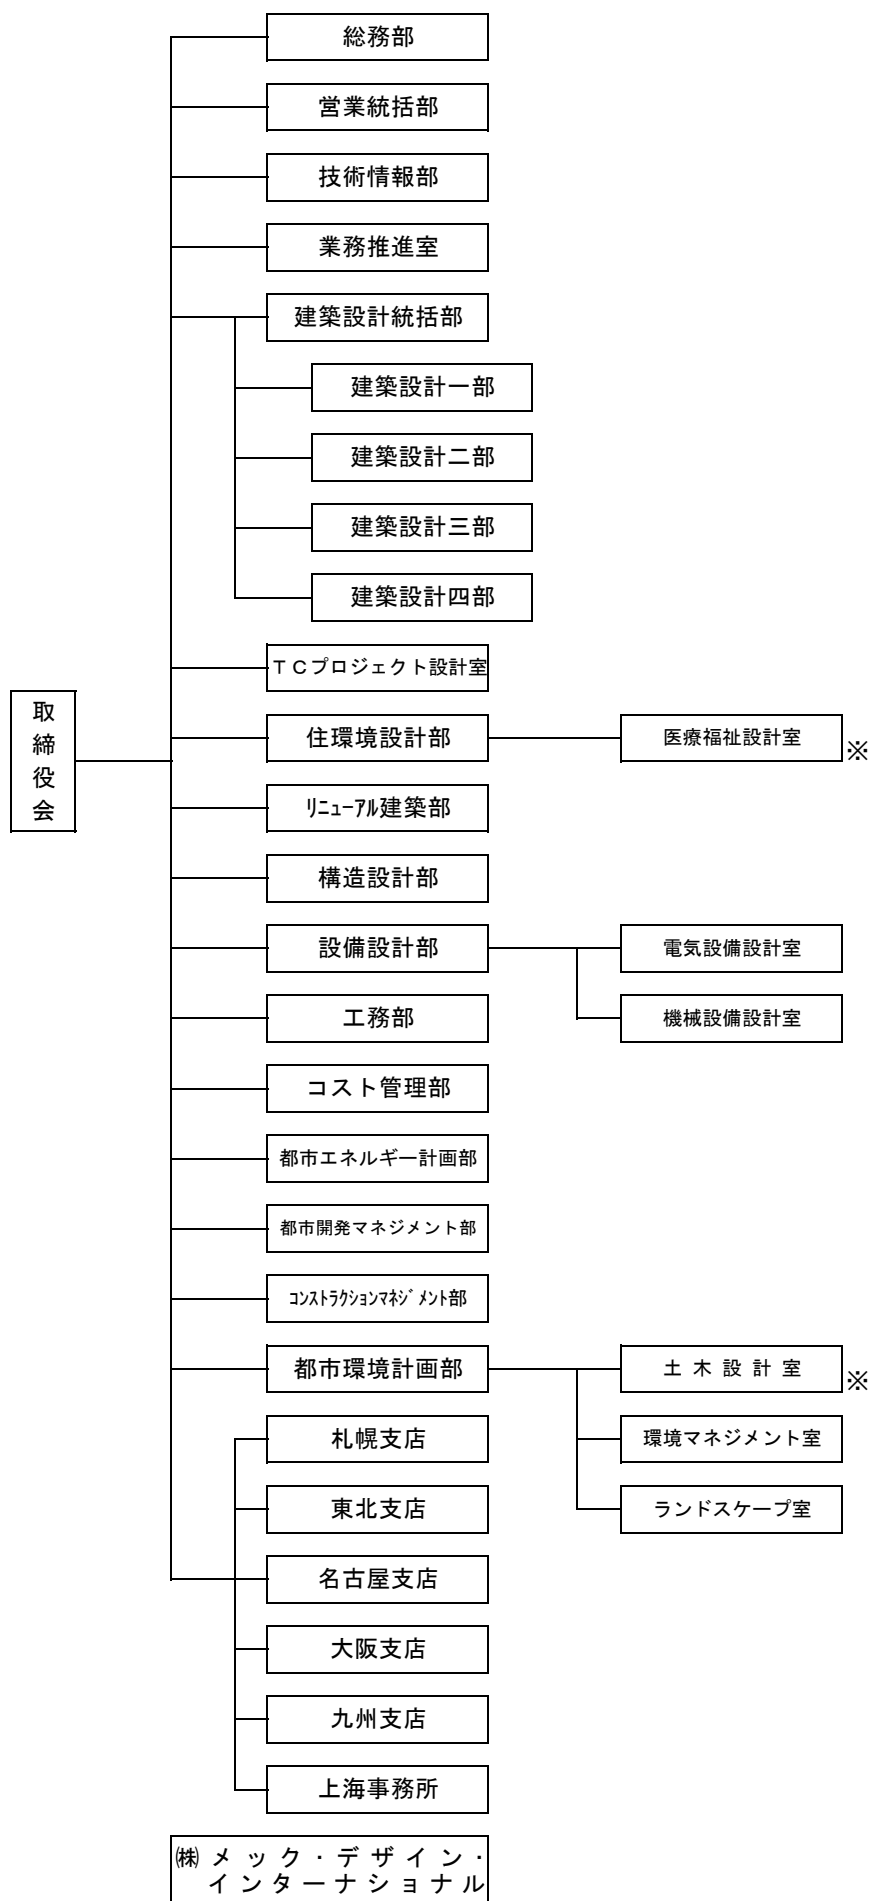 総務部
営業統括部
技術情報部
業務推進室
建築設計統括部
建築設計一部
建築設計二部
建築設計三部
建築設計四部
ＴＣプロジェクト設計室
取締役会
住環境設計部
医療福祉設計室
※
ﾘﾆｭｰｱﾙ建築部
構造設計部
設備設計部
電気設備設計室
工務部
機械設備設計室
コスト管理部
都市エネルギー計画部
都市開発マネジメント部
ｺﾝｽﾄﾗｸｼｮﾝﾏﾈｼﾞﾒﾝﾄ部
都市環境計画部
土木設計室
※
札幌支店
環境マネジメント室
東北支店
ランドスケープ室
名古屋支店
大阪支店
九州支店
上海事務所
㈱メック・デザイン・
インターナショナル